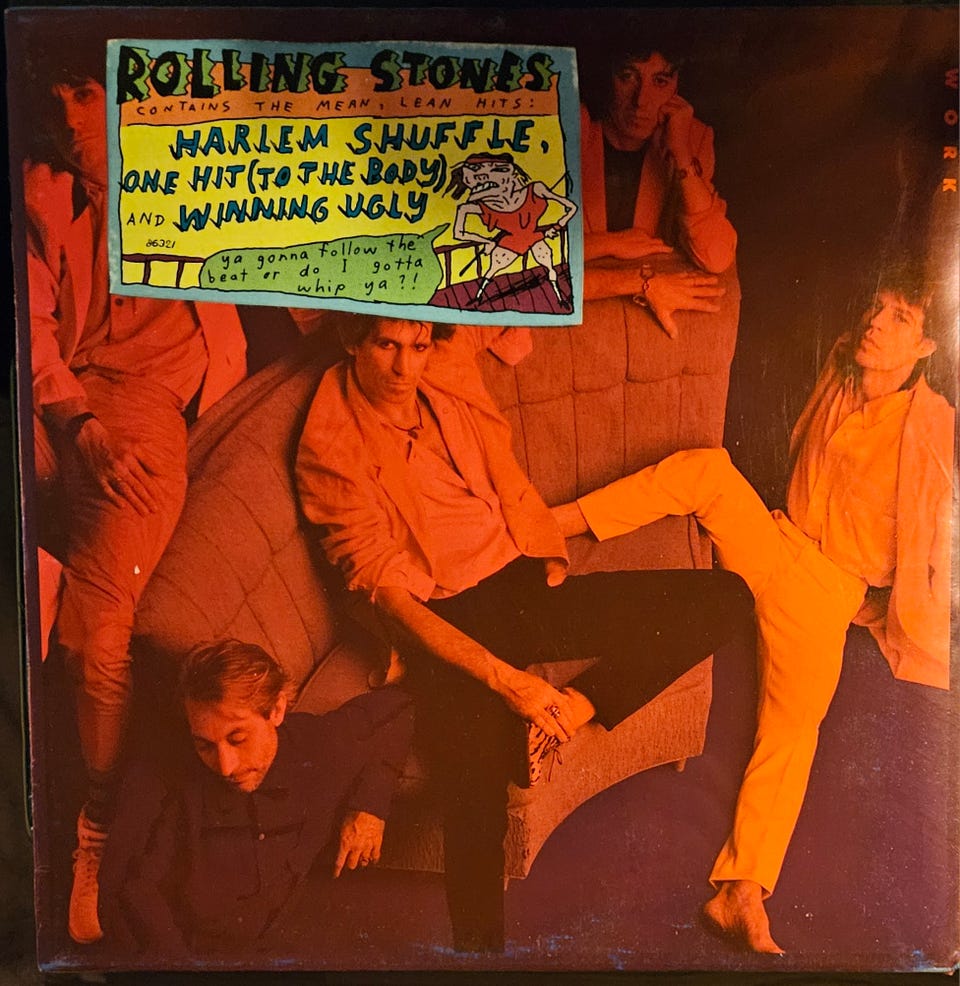 ROLLING STONES
CONTAINS THE MEAN, LEAN HITS:
HARLEM SHUFFLE,
ONE HIT (TO THE BODY)
AND WINNING UGLY
86321
ya gonna follow the
beat or do I gotta
whip ya?!
WORK